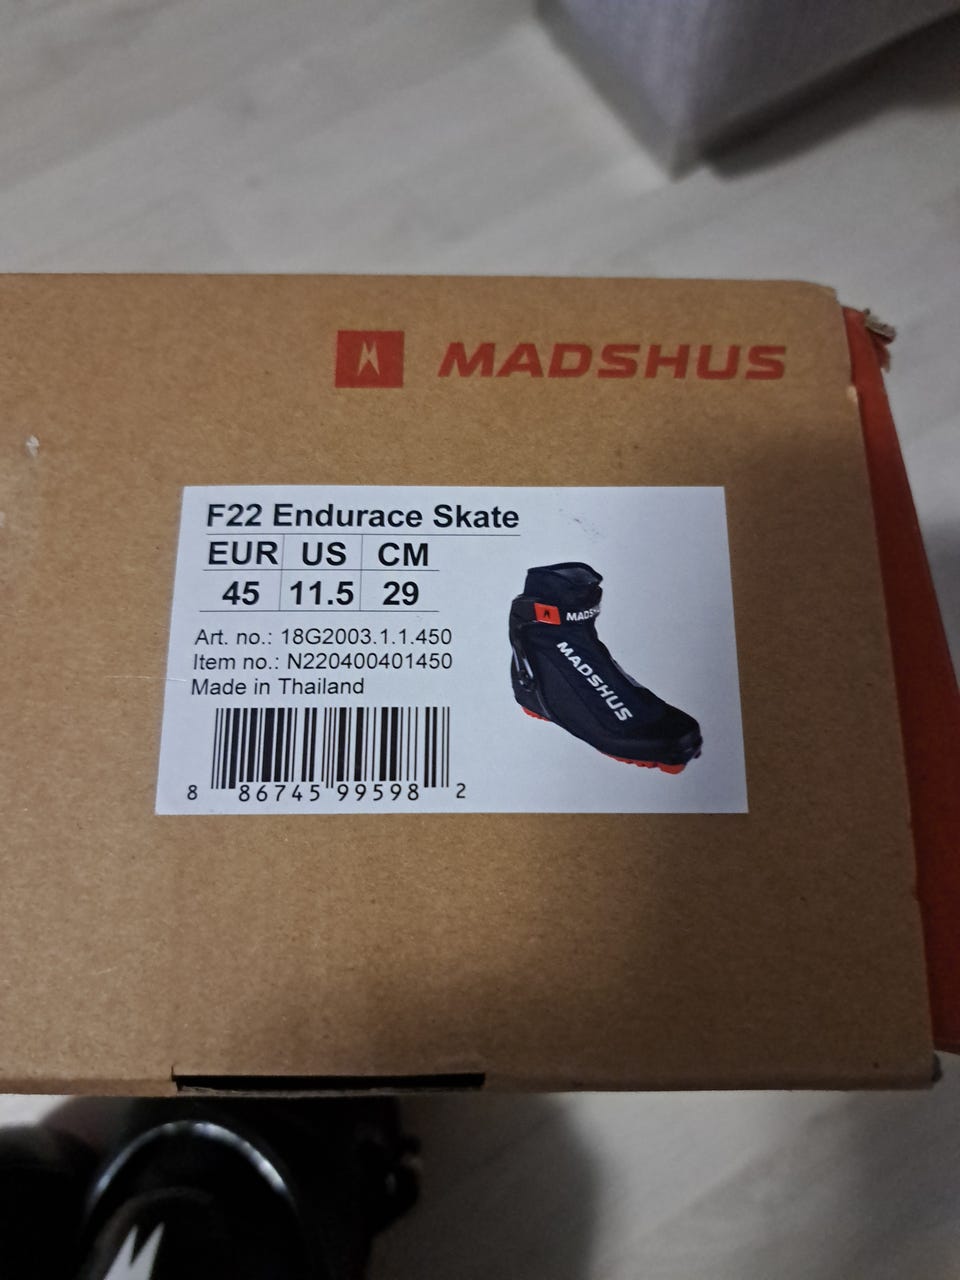 MADSHUS
F22 Endurace Skate
EUR US CM
45 11.5 29
Art. no.: 18G2003.1.1.450
Item no.: N220400401450
Made in Thailand
8 86745 99598 2
MADSHUS
MADSHUS